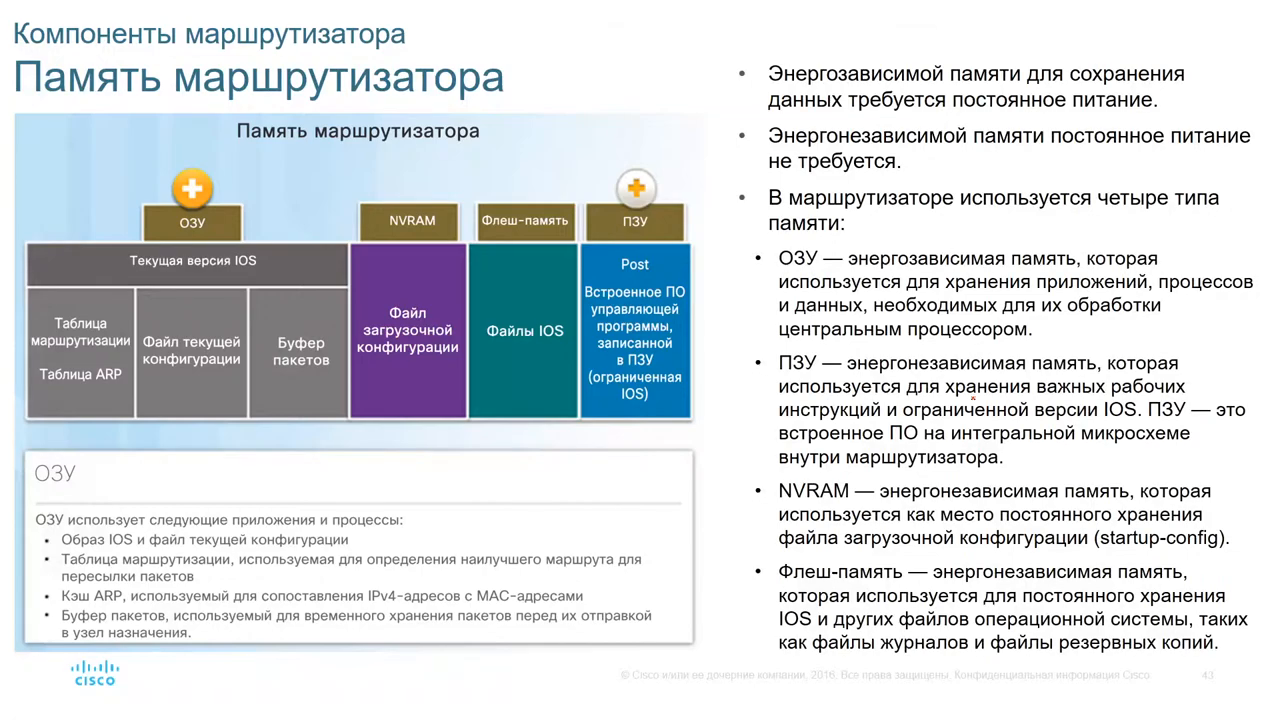 Компоненты маршрутизатора
Память маршрутизатора
Память маршрутизатора
ОЗУ
NVRAM
Флеш-память
ПЗУ
Текущая версия IOS
Таблица
маршрутизации
Таблица ARP
Файл текущей
конфигурации
Буфер
пакетов
Файл
загрузочной
конфигурации
Файлы IOS
Post
Встроенное ПО
управляющей
программы,
записанной
в ПЗУ
(ограниченная
IOS)
ОЗУ
ОЗУ использует следующие приложения и процессы:
• Образ IOS и файл текущей конфигурации
• Таблица маршрутизации, используемая для определения наилучшего маршрута для
пересылки пакетов
• Кэш ARP, используемый для сопоставления IPv4-адресов с MAC-адресами
• Буфер пакетов, используемый для временного хранения пакетов перед их отправкой
в узел назначения.
• Энергозависимой памяти для сохранения
данных требуется постоянное питание.
• Энергонезависимой памяти постоянное питание
не требуется.
• В маршрутизаторе используется четыре типа
памяти:
• ОЗУ — энергозависимая память, которая
используется для хранения приложений, процессов
и данных, необходимых для их обработки
центральным процессором.
• ПЗУ — энергонезависимая память, которая
используется для хранения важных рабочих
инструкций и ограниченной версии IOS. ПЗУ — это
встроенное ПО на интегральной микросхеме
внутри маршрутизатора.
• NVRAM — энергонезависимая память, которая
используется как место постоянного хранения
файла загрузочной конфигурации (startup-config).
• Флеш-память — энергонезависимая память,
которая используется для постоянного хранения
IOS и других файлов операционной системы, таких
как файлы журналов и файлы резервных копий.
CISCO
© Cisco и/или ее дочерние компании, 2016. Все права защищены. Конфиденциальная информация Cisco
43